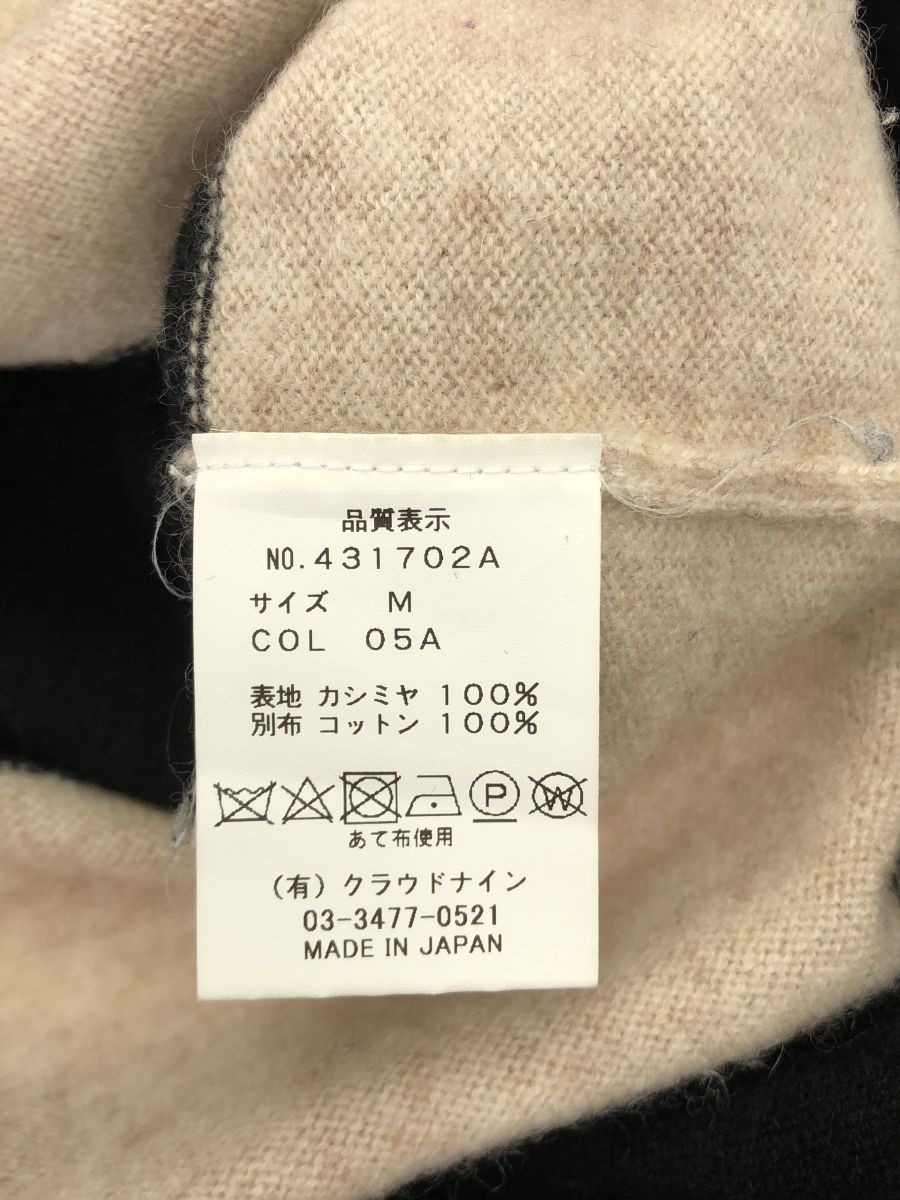 品質表示
NO.431702A
サイズ M
COL 05A
表地 カシミヤ 100%
別布 コットン 100%
P W
あて布使用
(有) クラウドナイン
03-3477-0521
MADE IN JAPAN